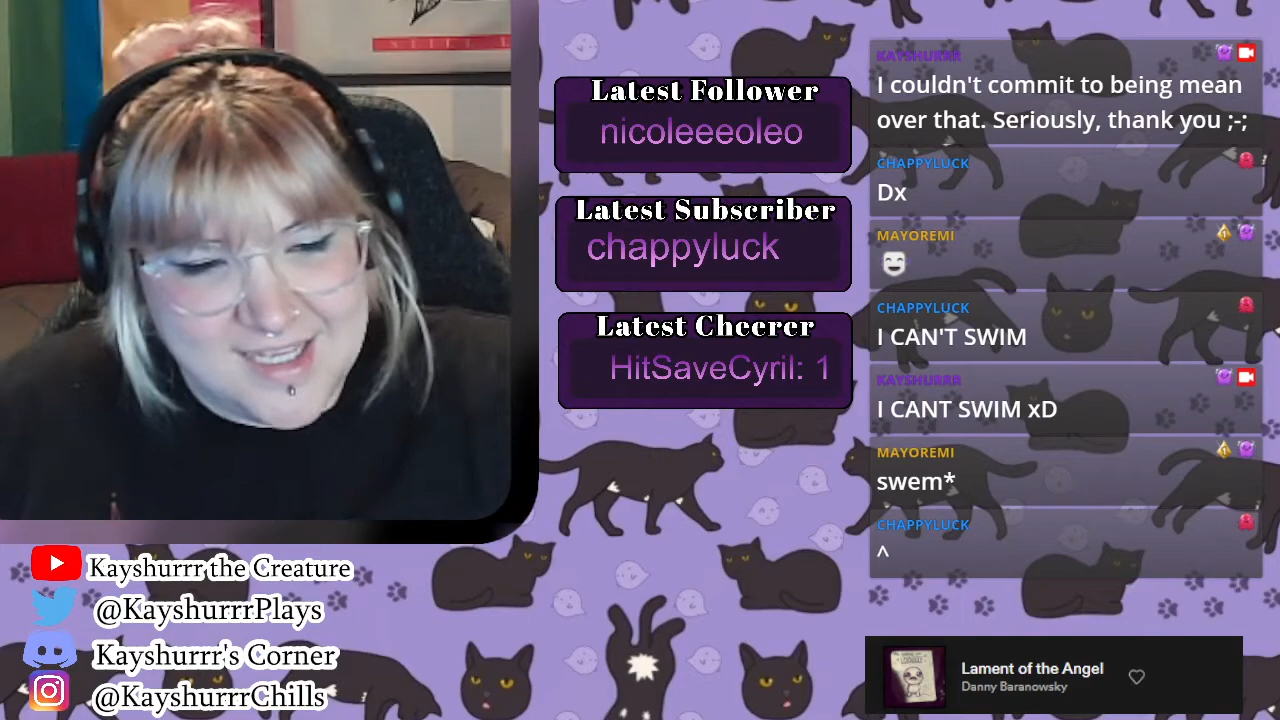 Latest Follower
nicoleeeoleo
Latest Subscriber
chappyluck
Latest Cheerer
HitSaveCyril: 1
KAYSHURRR
I couldn't commit to being mean
over that. Seriously, thank you ;-;
CHAPPYLUCK
Dx
MAYOREMI
CHAPPYLUCK
I CAN'T SWIM
KAYSHURRR
I CANT SWIM xD
MAYOREMI
swem*
CHAPPYLUCK
^
Kayshurrr the Creature
@KayshurrrPlays
Kayshurrr's Corner
@KayshurrrChills
Lament of the Angel
Danny Baranowsky